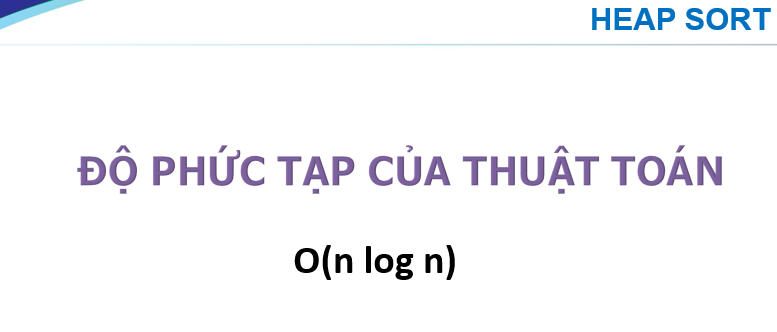 HEAP SORT
ĐỘ PHỨC TẠP CỦA THUẬT TOÁN
O(n log n)